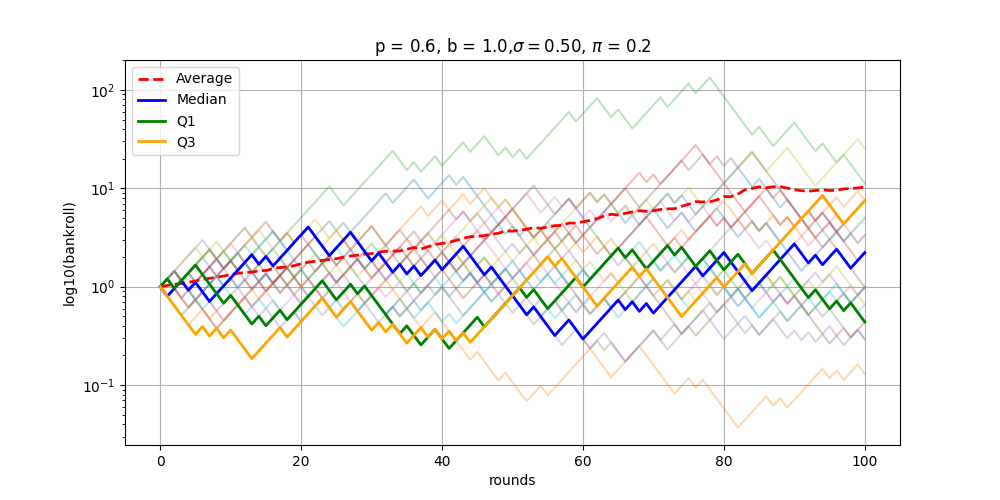 p = 0.6, b = 1.0,σ = 0.50, π = 0.2
Average
Median
Q1
Q3
log10(bankroll)
10²
10¹
10⁰
10⁻¹
0 20 40 60 80 100
rounds